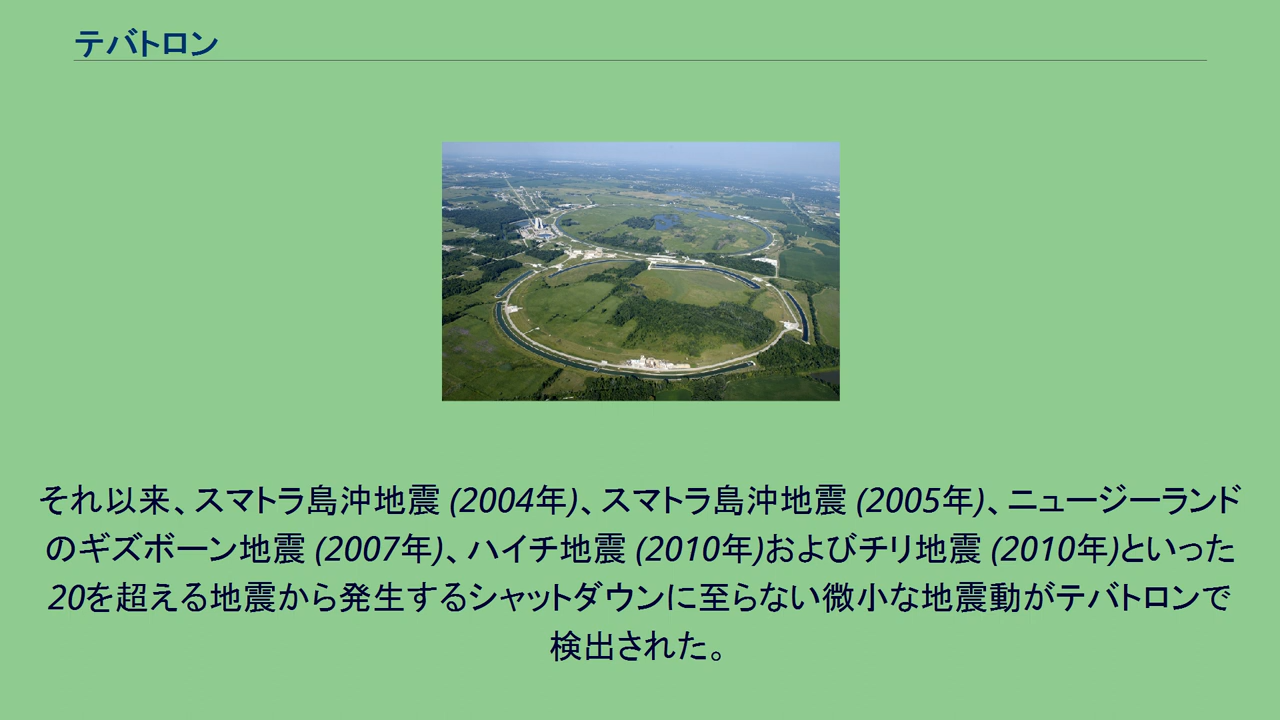 テバトロン
それ以来、スマトラ島沖地震 (2004年)、スマトラ島沖地震 (2005年)、ニュージーランド
のギズボーン地震 (2007年)、ハイチ地震 (2010年)およびチリ地震 (2010年)といった
20を超える地震から発生するシャットダウンに至らない微小な地震動がテバトロンで
検出された。